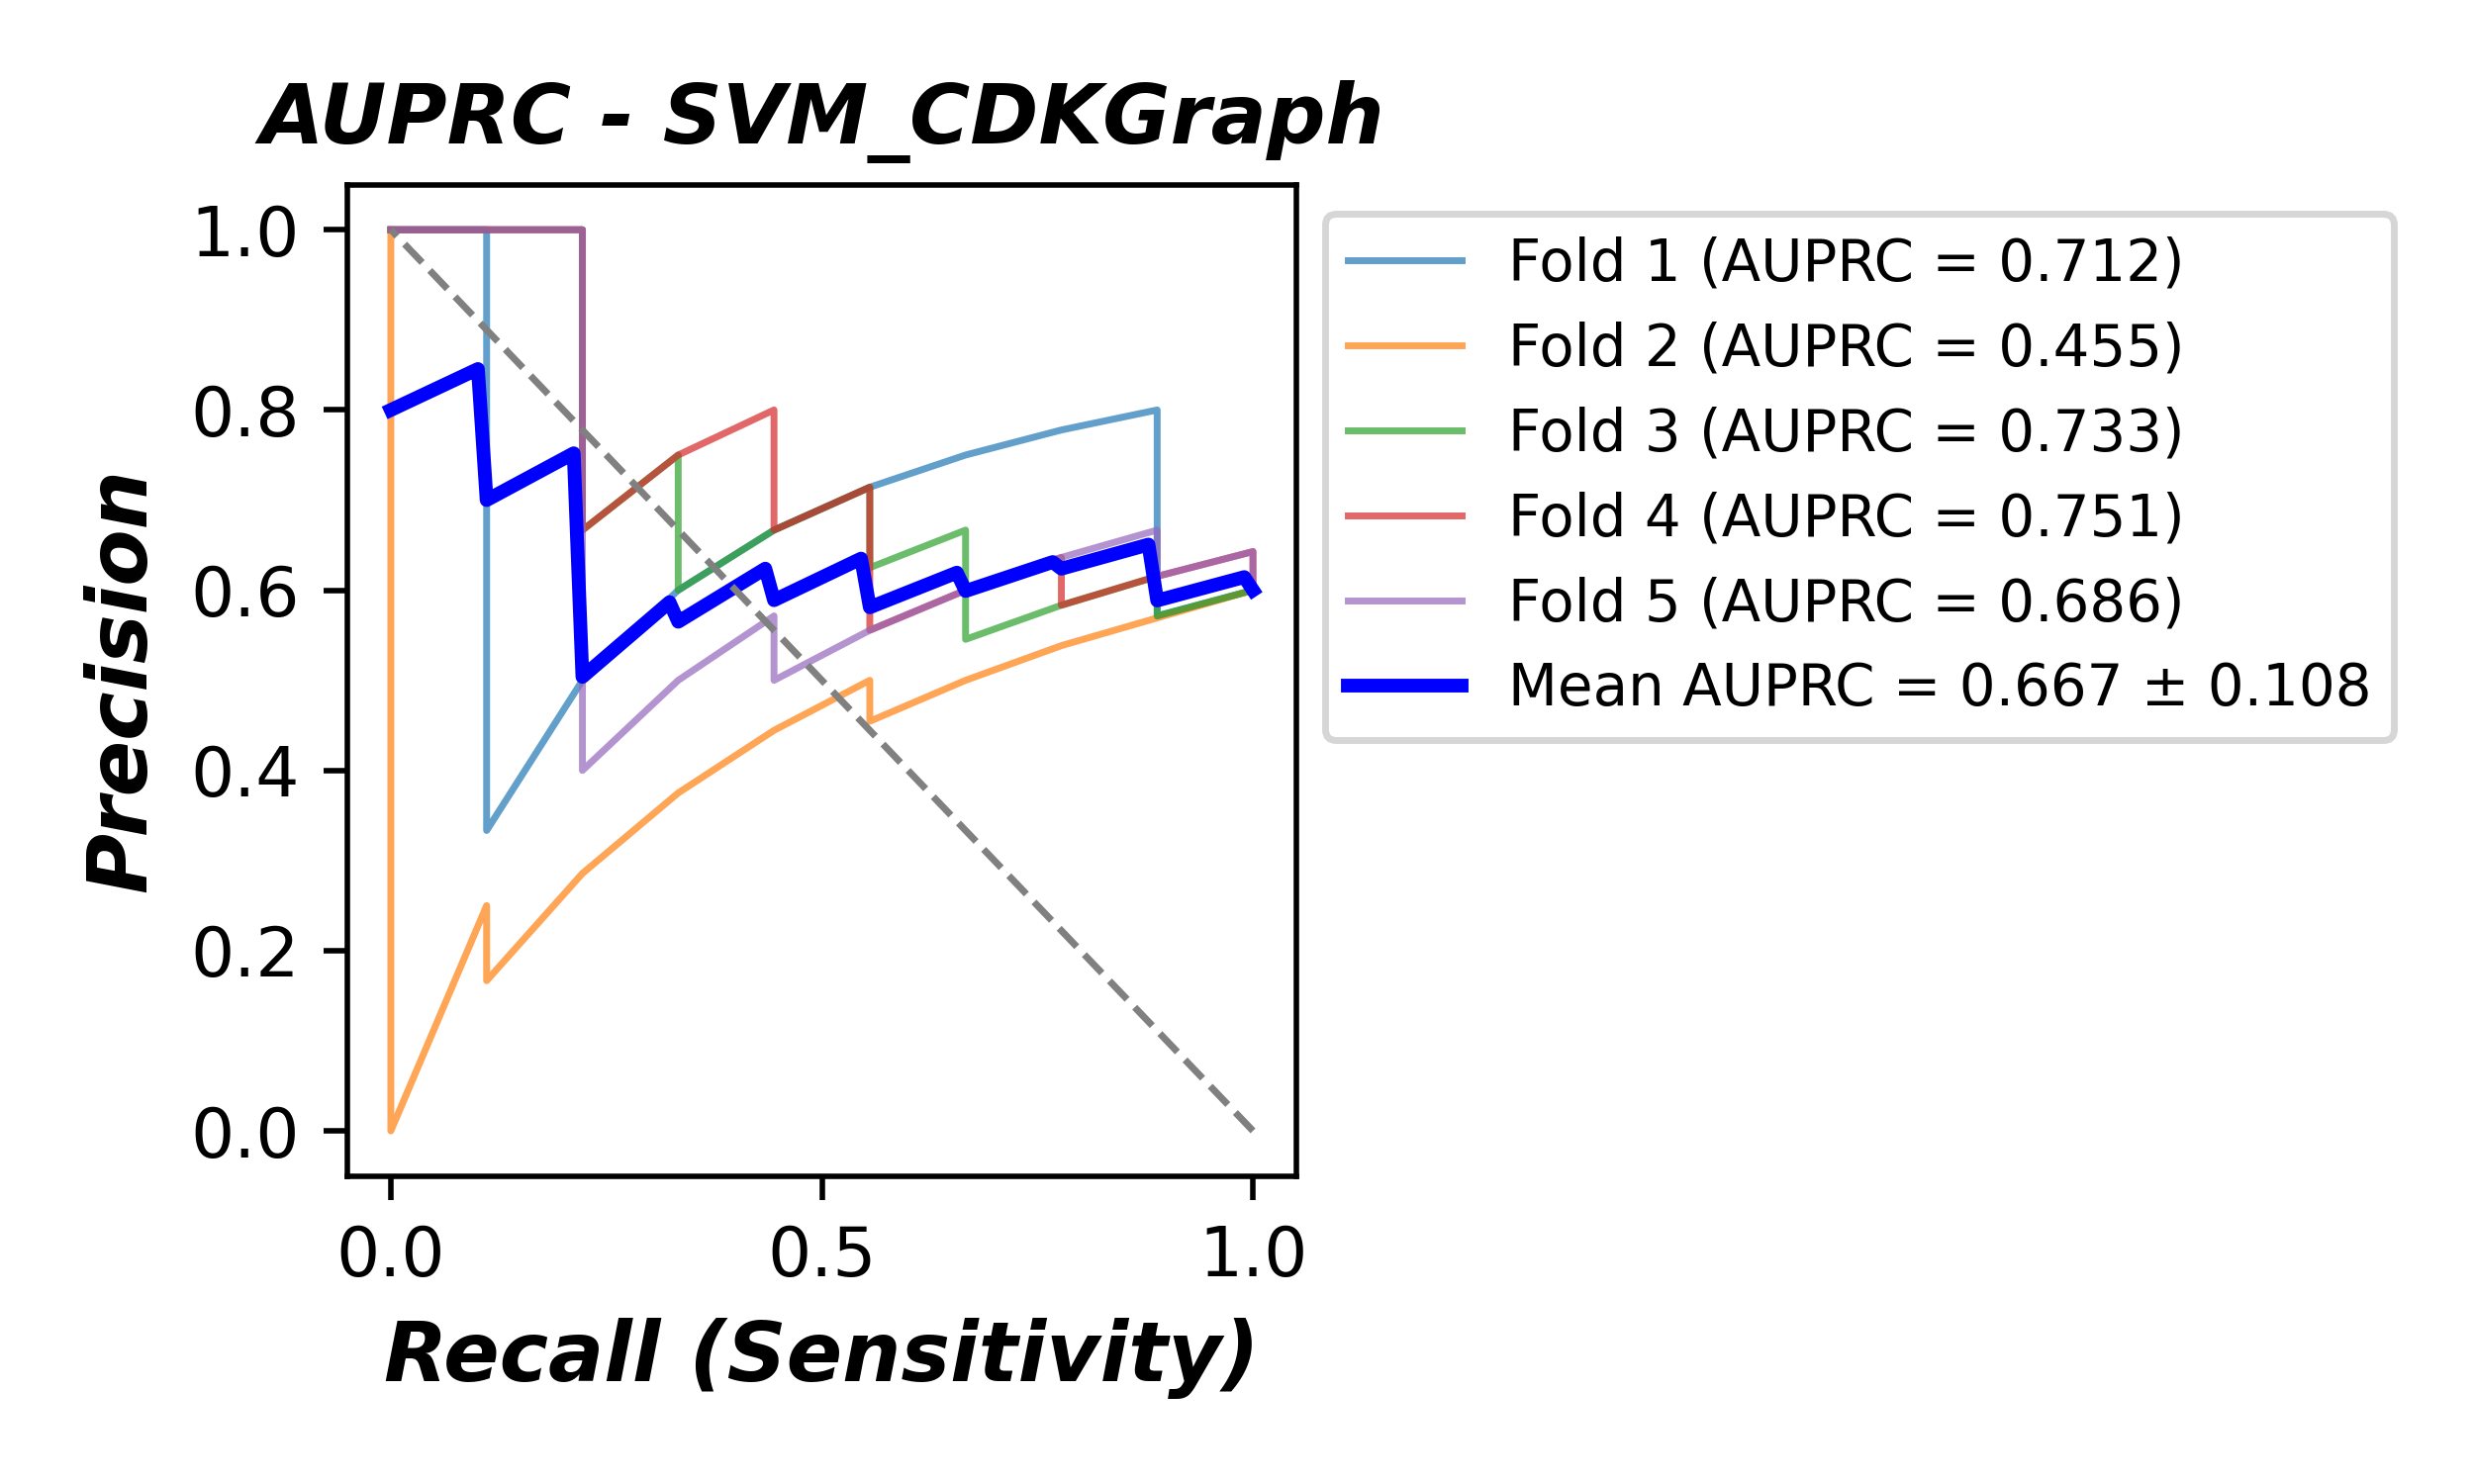 AUPRC - SVM_CDKGraph
Precision
1.0
0.8
0.6
0.4
0.2
0.0
0.0 0.5 1.0
Recall (Sensitivity)
Fold 1 (AUPRC = 0.712)
Fold 2 (AUPRC = 0.455)
Fold 3 (AUPRC = 0.733)
Fold 4 (AUPRC = 0.751)
Fold 5 (AUPRC = 0.686)
Mean AUPRC = 0.667 ± 0.108